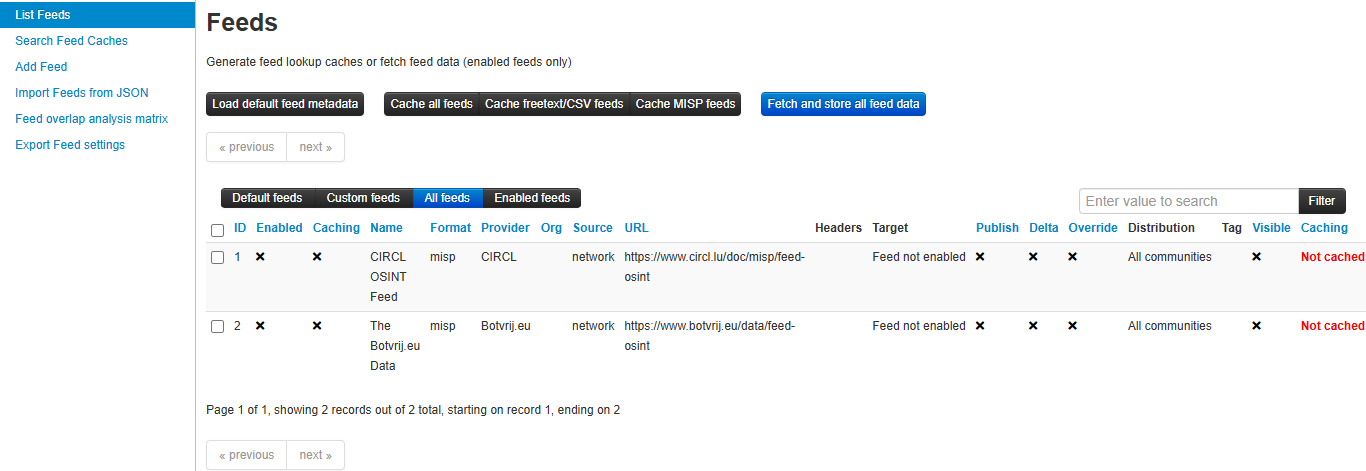 List Feeds
Search Feed Caches
Add Feed
Import Feeds from JSON
Feed overlap analysis matrix
Export Feed settings
Feeds
Generate feed lookup caches or fetch feed data (enabled feeds only)
Load default feed metadata Cache all feeds Cache freetext/CSV feeds Cache MISP feeds Fetch and store all feed data
« previous next »
Default feeds Custom feeds All feeds Enabled feeds Enter value to search Filter
ID Enabled Caching Name Format Provider Org Source URL Headers Target Publish Delta Override Distribution Tag Visible Caching
1 CIRCL misp CIRCL network https://www.circl.lu/doc/misp/feed- Feed not enabled All communities Not cached
OSINT osint
Feed
2 The misp Botvrij.eu network https://www.botvrij.eu/data/feed- Feed not enabled All communities Not cached
Botvrij.eu osint
Data
Page 1 of 1, showing 2 records out of 2 total, starting on record 1, ending on 2
« previous next »